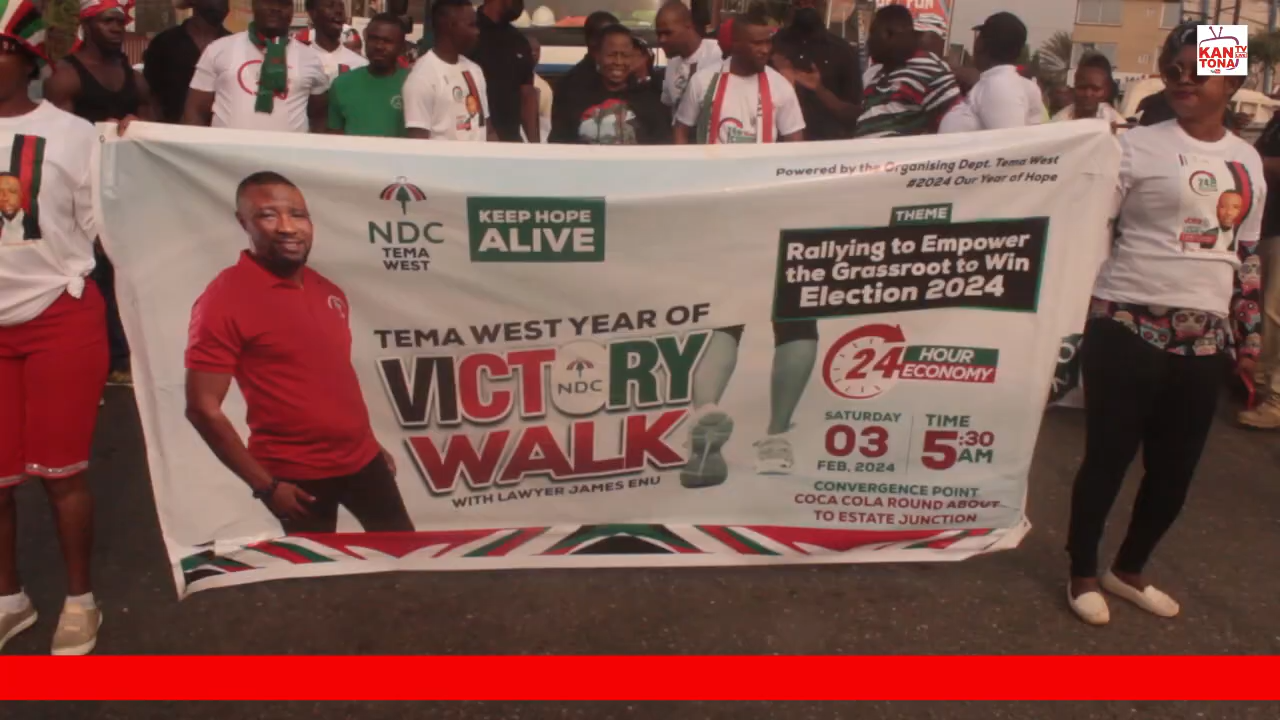 KAN
TV
TONA
Powered by the Organising Dept. Tema West
#2024 Our Year of Hope
NDC
TEMA
WEST
KEEP HOPE
ALIVE
THEME
Rallying to Empower
the Grassroot to Win
Election 2024
TEMA WEST YEAR OF
VICTORY
NDC
WALK
WITH LAWYER JAMES ENU
24 HOUR
ECONOMY
SATURDAY
03
FEB, 2024
TIME
5:30
AM
CONVERGENCE POINT
COCA COLA ROUND ABOUT
TO ESTATE JUNCTION